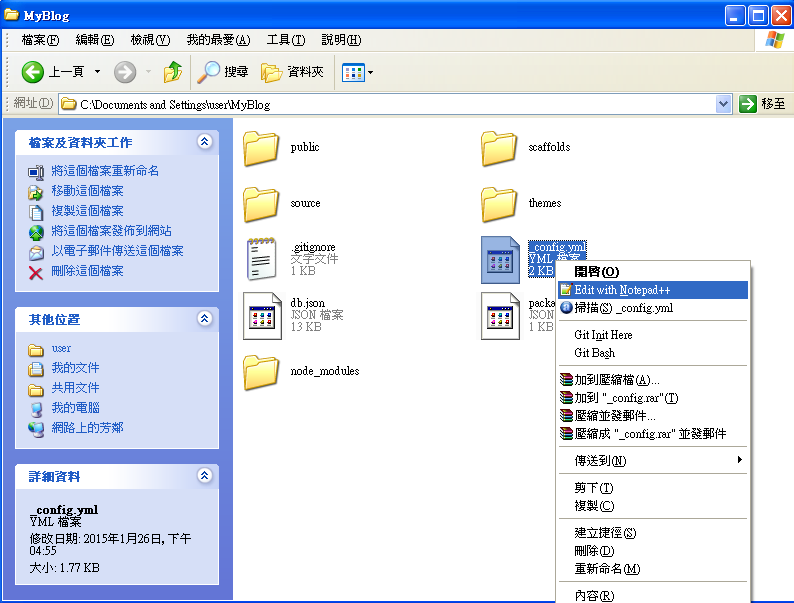 MyBlog
檔案(F) 編輯(E) 檢視(V) 我的最愛(A) 工具(T) 說明(H)
上一頁 搜尋 資料夾
網址(D) C:\Documents and Settings\user\MyBlog 移至
檔案及資料夾工作
將這個檔案重新命名
移動這個檔案
複製這個檔案
將這個檔案發佈到網站
以電子郵件傳送這個檔案
刪除這個檔案
其他位置
user
我的文件
共用文件
我的電腦
網路上的芳鄰
詳細資料
_config.yml
YML 檔案
修改日期: 2015年1月26日, 下午
04:55
大小: 1.77 KB
public
scaffolds
source
themes
.gitignore
文字文件
1 KB
_config.yml
YML 檔案
2 KB
db.json
JSON 檔案
13 KB
packa
JSON
1 KB
node_modules
開啓(O)
Edit with Notepad++
掃描(S) _config.yml
Git Init Here
Git Bash
加到壓縮檔(A)...
加到 "_config.rar"(T)
壓縮並發郵件...
壓縮成 "_config.rar" 並發郵件
傳送到(N)
剪下(T)
複製(C)
建立捷徑(S)
刪除(D)
重新命名(M)
內容(R)